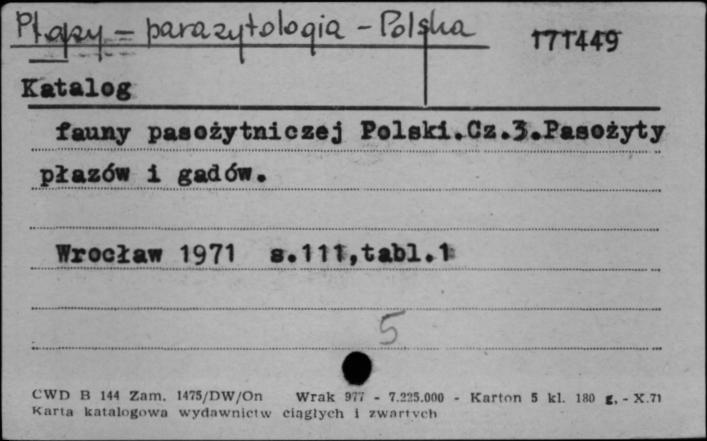 Płazy - parazytologia - Polska
171449
Katalog
fauny pasożytniczej Polski.Cz.3.Pasożyty
płazów i gadów.
Wrocław 1971 s.111,tabl.1
5
CWD B 144 Zam. 1475/DW/On Wrak 977 - 7.225.000 - Karton 5 kl. 180 g, - X.71
Karta katalogowa wydawnictw ciągłych i zwartych